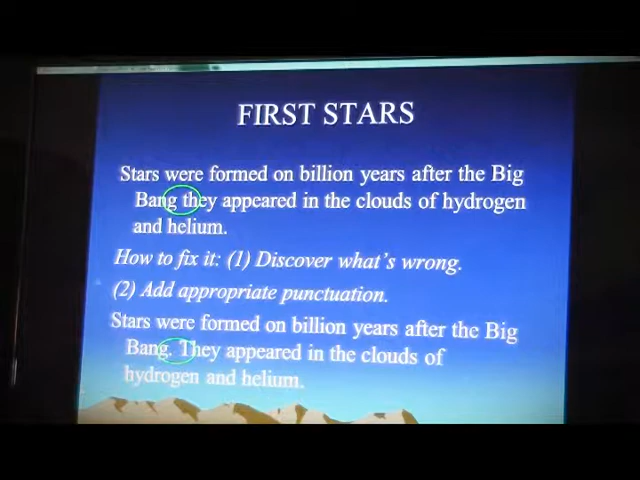 FIRST STARS
Stars were formed on billion years after the Big
Bang they appeared in the clouds of hydrogen
and helium.
How to fix it: (1) Discover what's wrong.
(2) Add appropriate punctuation.
Stars were formed on billion years after the Big
Bang. They appeared in the clouds of
hydrogen and helium.